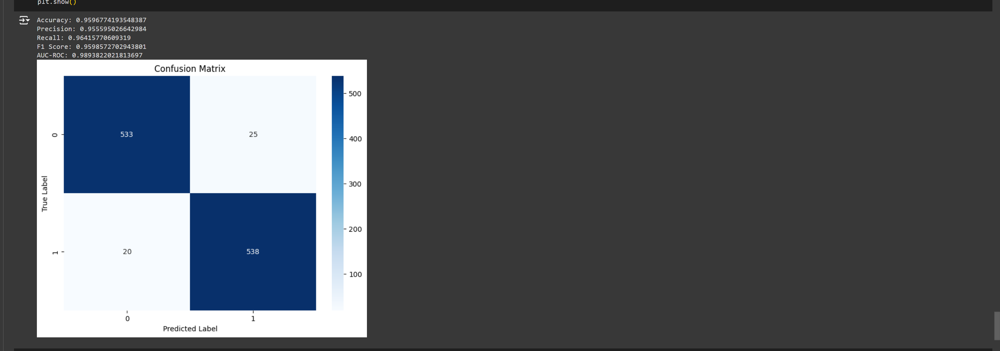 plt.show()
Accuracy: 0.9596774193548387
Precision: 0.955595026642984
Recall: 0.96415770609319
F1 Score: 0.9598572702943801
AUC-ROC: 0.9893822021813697
Confusion Matrix
0
533
25
1
20
538
True Label
0
1
Predicted Label
500
400
300
200
100